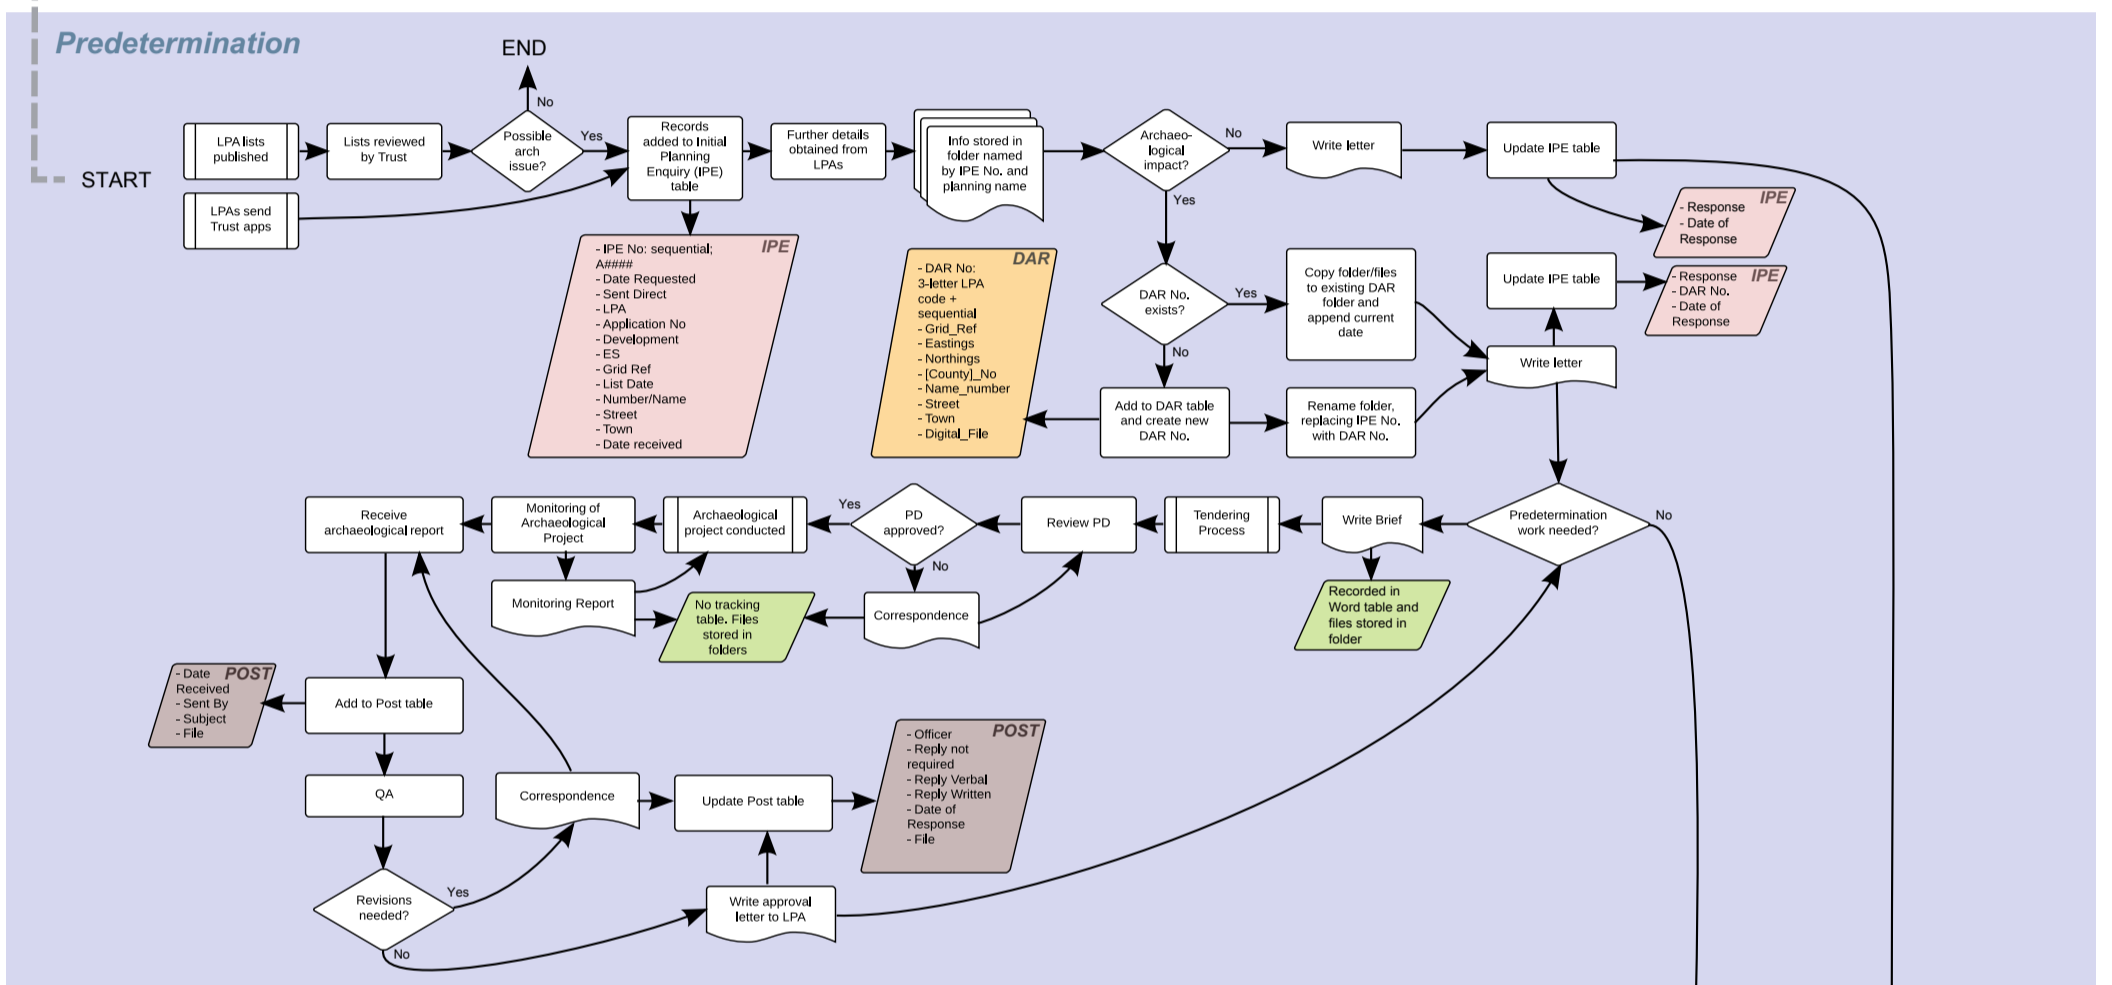 Predetermination
END
No
START
LPA lists
published
Lists reviewed
by Trust
Possible
arch
issue?
Yes
Records
added to Initial
Planning
Enquiry (IPE)
table
Further details
obtained from
LPAs
Info stored in
folder named
by IPE No. and
planning name
Archaeo-
logical
impact?
No
Write letter
Update IPE table
Yes
LPAs send
Trust apps
IPE
- Response
- Date of
Response
IPE
- IPE No: sequential;
A####
- Date Requested
- Sent Direct
- LPA
- Application No
- Development
- ES
- Grid Ref
- List Date
- Number/Name
- Street
- Town
- Date received
DAR
- DAR No:
3-letter LPA
code +
sequential
- Grid_Ref
- Eastings
- Northings
- [County]_No
- Name_number
- Street
- Town
- Digital_File
DAR No.
exists?
Yes
No
Copy folder/files
to existing DAR
folder and
append current
date
Update IPE table
IPE
- Response
- DAR No.
- Date of
Response
Write letter
Add to DAR table
and create new
DAR No.
Rename folder,
replacing IPE No.
with DAR No.
Receive
archaeological report
Monitoring of
Archaeological
Project
Archaeological
project conducted
Yes
PD
approved?
No
Review PD
Tendering
Process
Write Brief
Predetermination
work needed?
No
Monitoring Report
No tracking
table. Files
stored in
folders
Correspondence
Recorded in
Word table and
files stored in
folder
POST
- Date
Received
- Sent By
- Subject
- File
Add to Post table
QA
Correspondence
Update Post table
POST
- Officer
- Reply not
required
- Reply Verbal
- Reply Written
- Date of
Response
- File
Revisions
needed?
Yes
No
Write approval
letter to LPA